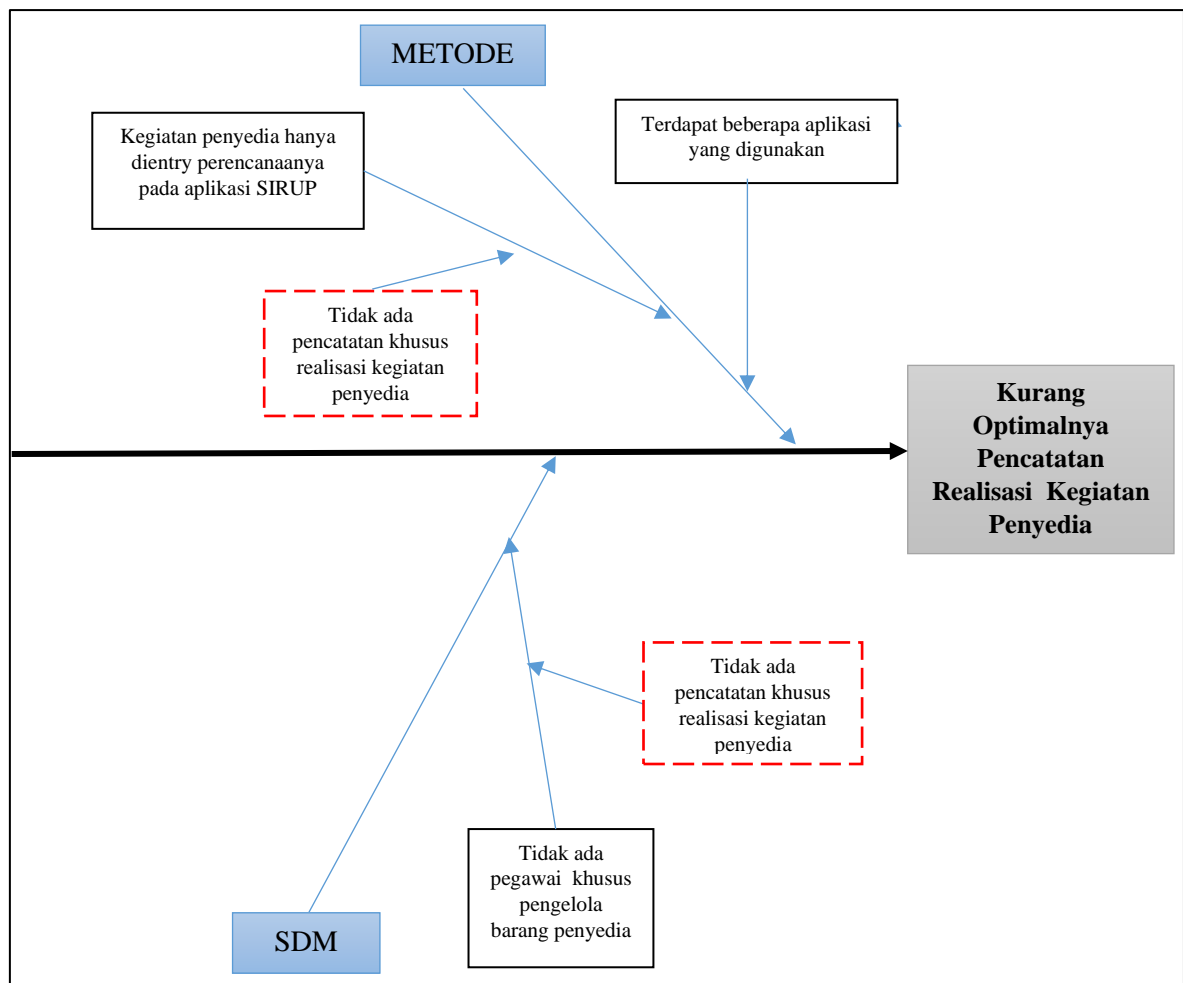 METODE
Kegiatan penyedia hanya
dientry perencanaanya
pada aplikasi SIRUP
Terdapat beberapa aplikasi
yang digunakan
Tidak ada
pencatatan khusus
realisasi kegiatan
penyedia
Kurang
Optimalnya
Pencatatan
Realisasi Kegiatan
Penyedia
Tidak ada
pencatatan khusus
realisasi kegiatan
penyedia
Tidak ada
pegawai khusus
pengelola
barang penyedia
SDM